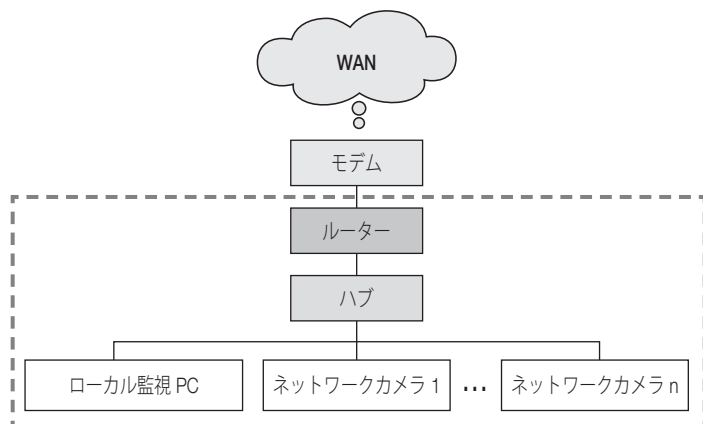 WAN
モデム
ルーター
ハブ
ローカル監視 PC
ネットワークカメラ 1
...
ネットワークカメラ n